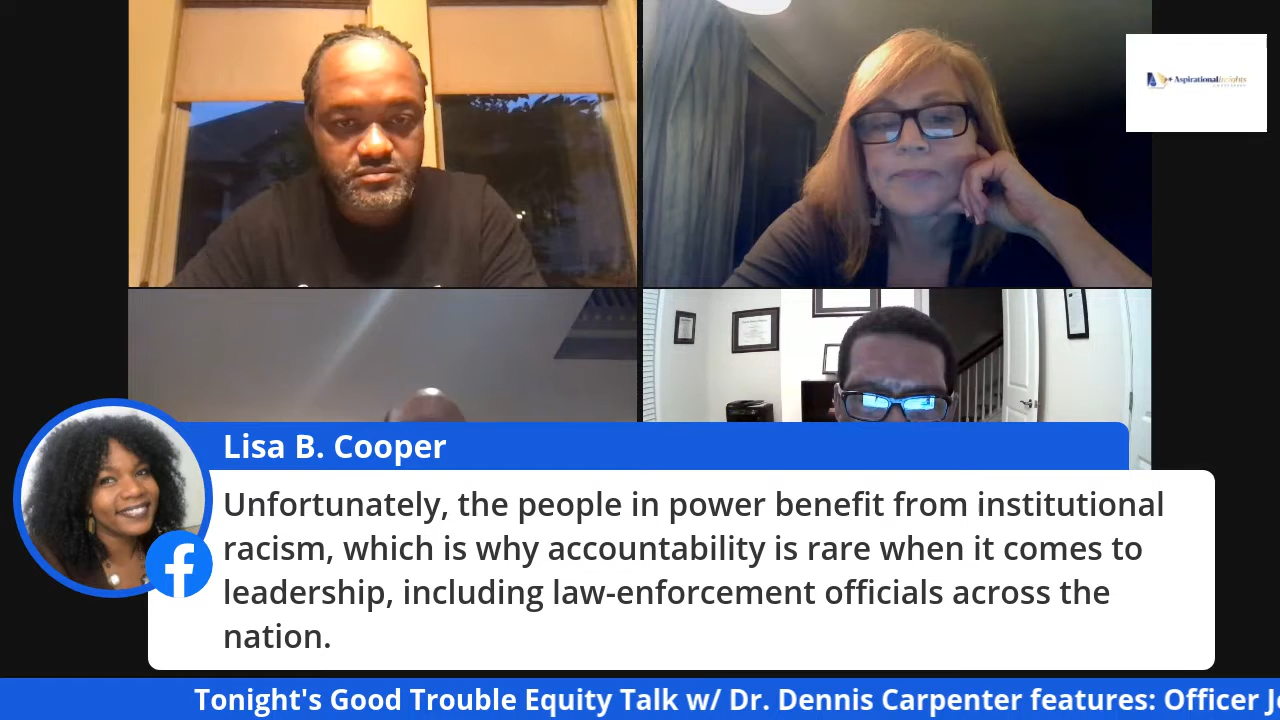 AspirationalInsights
Lisa B. Cooper
Unfortunately, the people in power benefit from institutional
racism, which is why accountability is rare when it comes to
leadership, including law-enforcement officials across the
nation.
Tonight's Good Trouble Equity Talk w/ Dr. Dennis Carpenter features: Officer